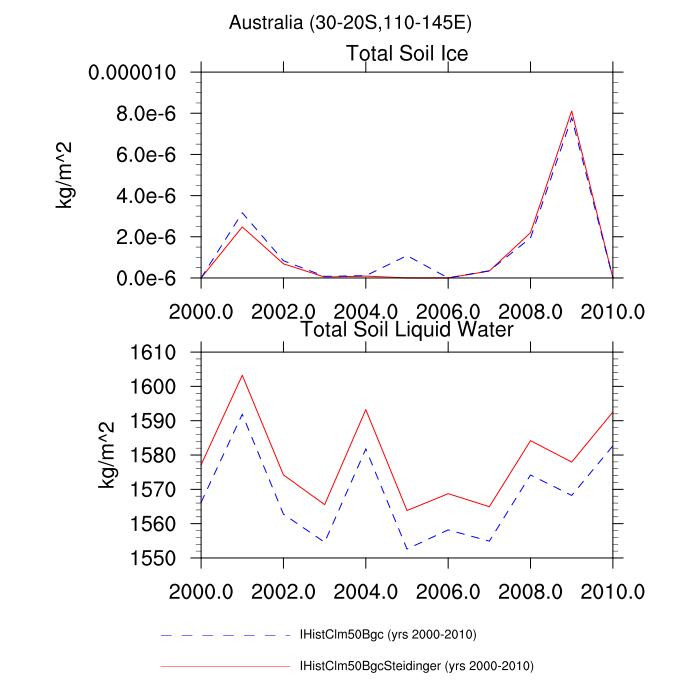 Australia (30-20S,110-145E)
Total Soil Ice
0.000010
8.0e-6
6.0e-6
4.0e-6
2.0e-6
0.0e-6
kg/m^2
2000.0 2002.0 2004.0 2006.0 2008.0 2010.0
Total Soil Liquid Water
1610
1600
1590
1580
1570
1560
1550
kg/m^2
2000.0 2002.0 2004.0 2006.0 2008.0 2010.0
IHistClm50Bgc (yrs 2000-2010)
IHistClm50BgcSteidinger (yrs 2000-2010)